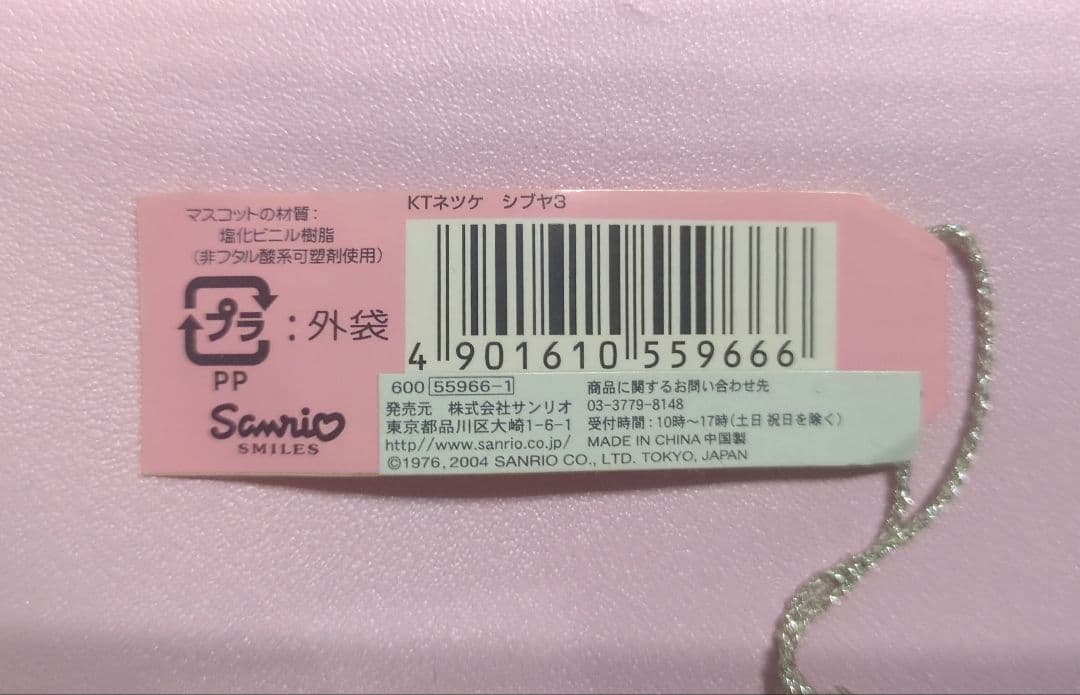 マスコットの材質:
塩化ビニル樹脂
(非フタル酸系可塑剤使用)
プラ
:外袋
PP
Sanrio
SMILES
KTネツケ シブヤ3
4 901610 559666
600 55966-1
発売元 株式会社サンリオ
東京都品川区大崎1-6-1
http//www.sanrio.co.jp/
商品に関するお問い合わせ先
03-3779-8148
受付時間:10時〜17時(土日 祝日を除く)
MADE IN CHINA 中国製
©1976, 2004 SANRIO CO., LTD. TOKYO, JAPAN